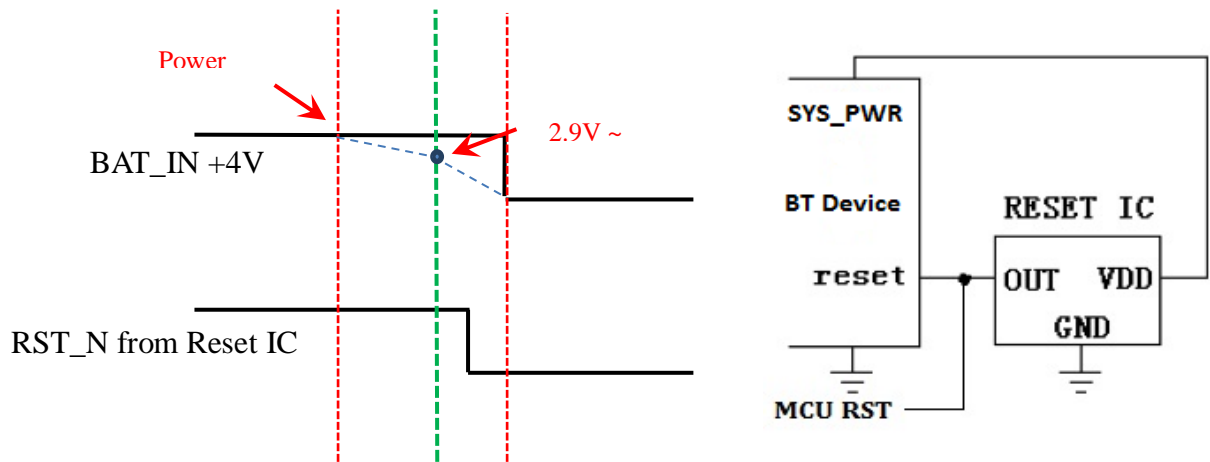 Power
2.9V ~
BAT_IN +4V
RST_N from Reset IC
SYS_PWR
BT Device
reset
RESET IC
OUT VDD
GND
MCU RST